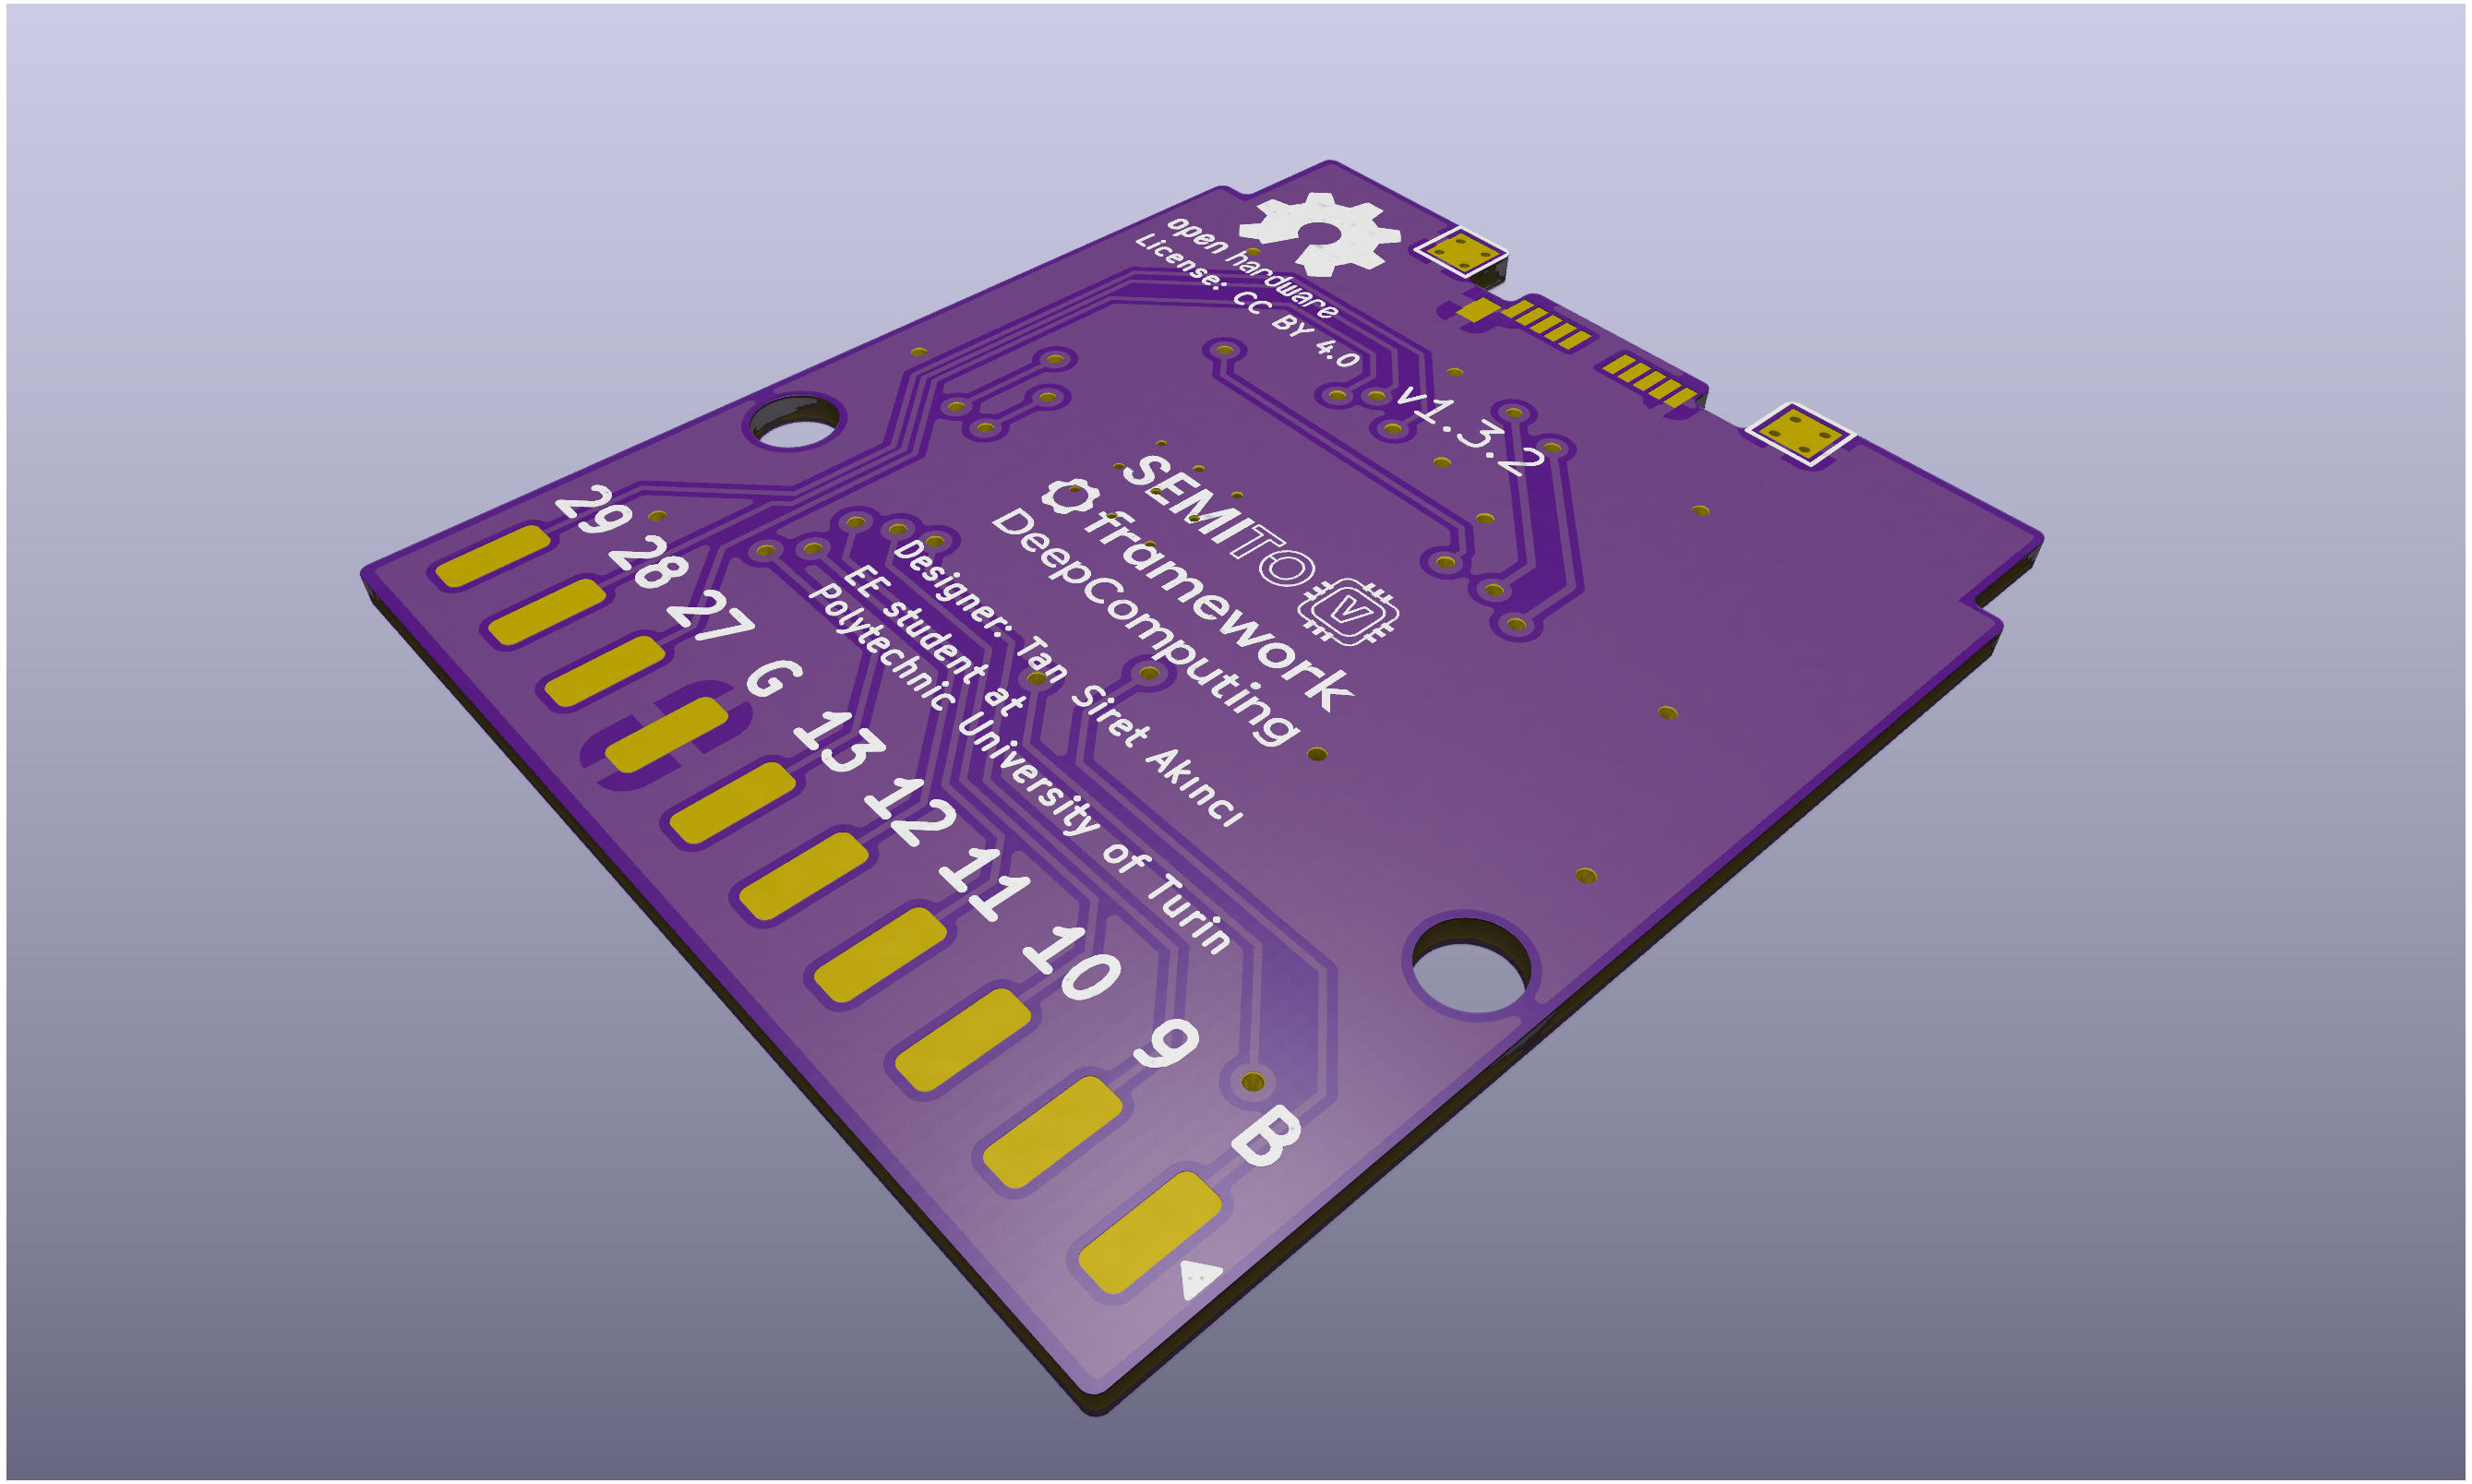 open hardware
License: CC BY 4.0
v1.3.2
SEMITO V
framework
DeepComputing
Designer: Tan Siret Akıncı
EE student at
Polytechnic University of Turin
29
28
27
G
13
12
11
10
9
B